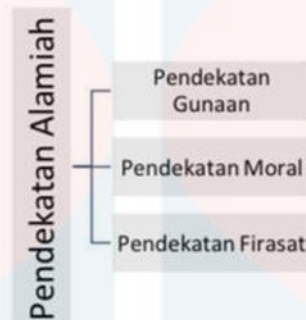 Pendekatan Alamiah
Pendekatan
Gunaan
Pendekatan Moral
Pendekatan Firasat